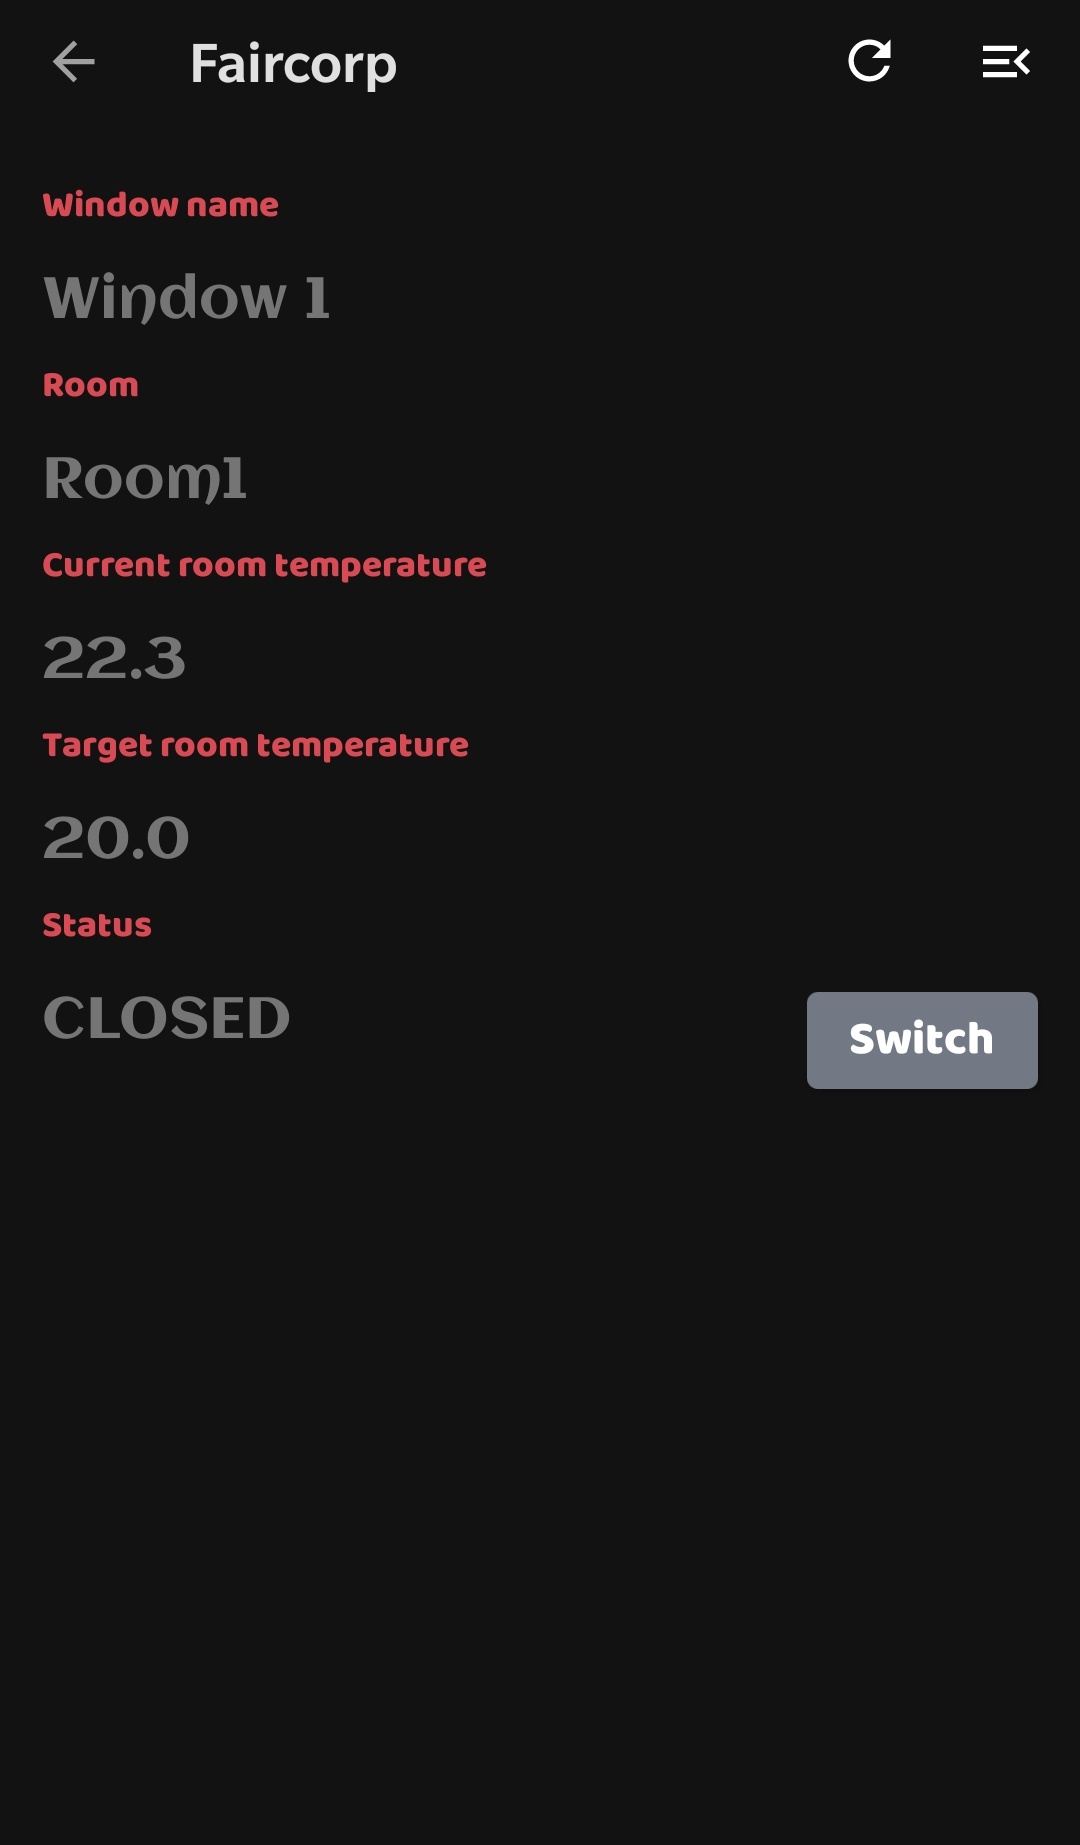 Faircorp
Window name
Window 1
Room
Room1
Current room temperature
22.3
Target room temperature
20.0
Status
CLOSED
Switch